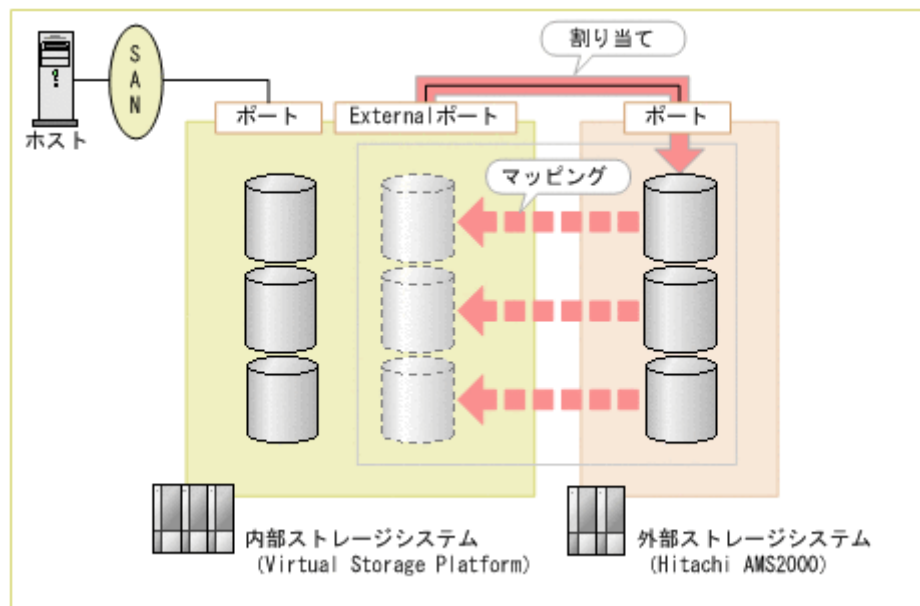 割り当て
SAN
ポート
Externalポート
ポート
ホスト
マッピング
内部ストレージシステム
(Virtual Storage Platform)
外部ストレージシステム
(Hitachi AMS2000)